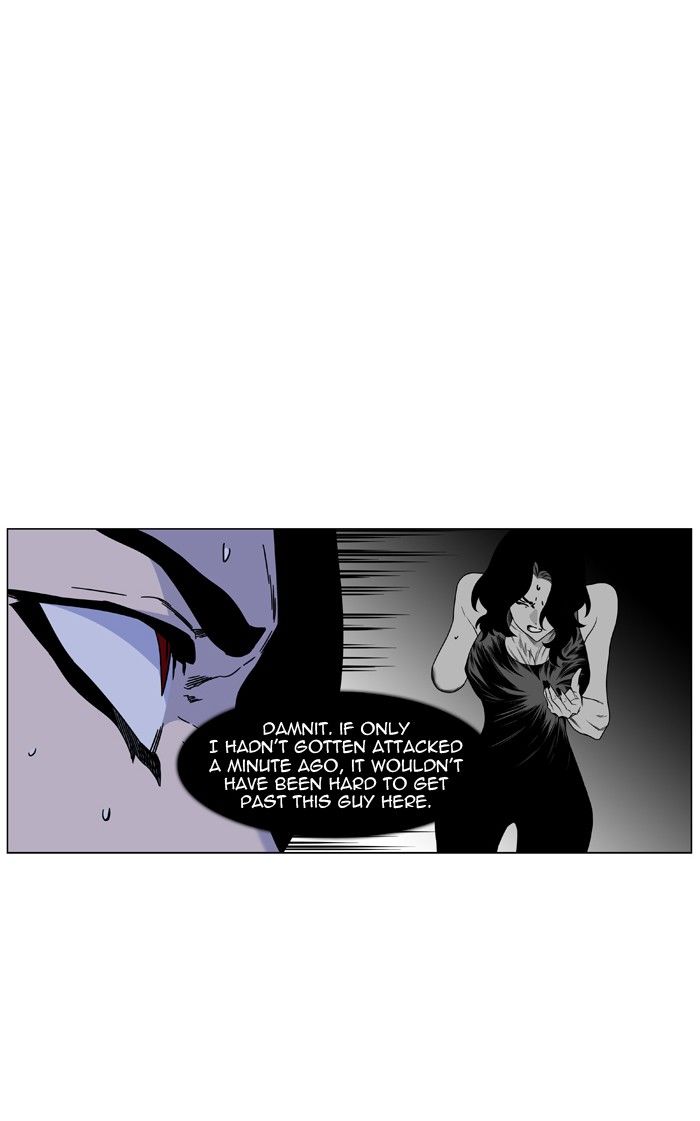 DAMNIT. IF ONLY
I HADN'T GOTTEN ATTACKED
A MINUTE AGO, IT WOULDN'T
HAVE BEEN HARD TO GET
PAST THIS GUY HERE.